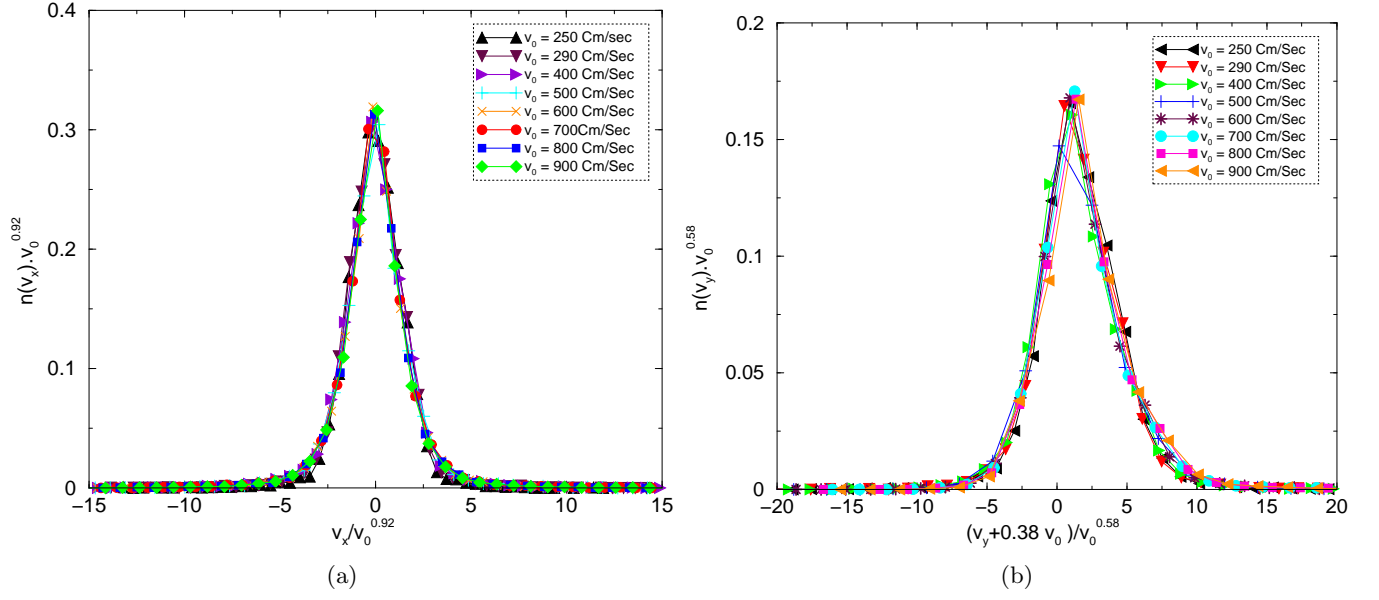 0.4
0.3
0.2
0.1
0
n(v_x).v_0^0.92
v_0 = 250 Cm/sec
v_0 = 290 Cm/Sec
v_0 = 400 Cm/Sec
v_0 = 500 Cm/Sec
v_0 = 600 Cm/Sec
v_0 = 700Cm/Sec
v_0 = 800 Cm/Sec
v_0 = 900 Cm/Sec
−15 −10 −5 0 5 10 15
v_x/v_0^0.92
(a)
0.2
0.15
0.1
0.05
0
n(v_y).v_0^0.58
v_0 = 250 Cm/Sec
v_0 = 290 Cm/Sec
v_0 = 400 Cm/Sec
v_0 = 500 Cm/Sec
v_0 = 600 Cm/Sec
v_0 = 700 Cm/Sec
v_0 = 800 Cm/Sec
v_0 = 900 Cm/Sec
−20 −15 −10 −5 0 5 10 15 20
(v_y+0.38 v_0)/v_0^0.58
(b)